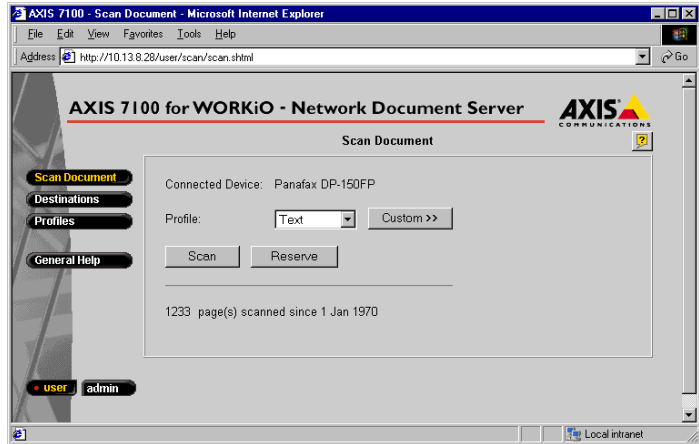 AXIS 7100 - Scan Document - Microsoft Internet Explorer
File Edit View Favorites Tools Help
Address http://10.13.8.28/user/scan/scan.shtml Go
AXIS 7100 for WORKiO - Network Document Server
AXIS
COMMUNICATIONS
Scan Document
?
Scan Document
Destinations
Profiles
General Help
Connected Device: Panafax DP-150FP
Profile: Text Custom >>
Scan Reserve
1233 page(s) scanned since 1 Jan 1970
user admin
Local intranet